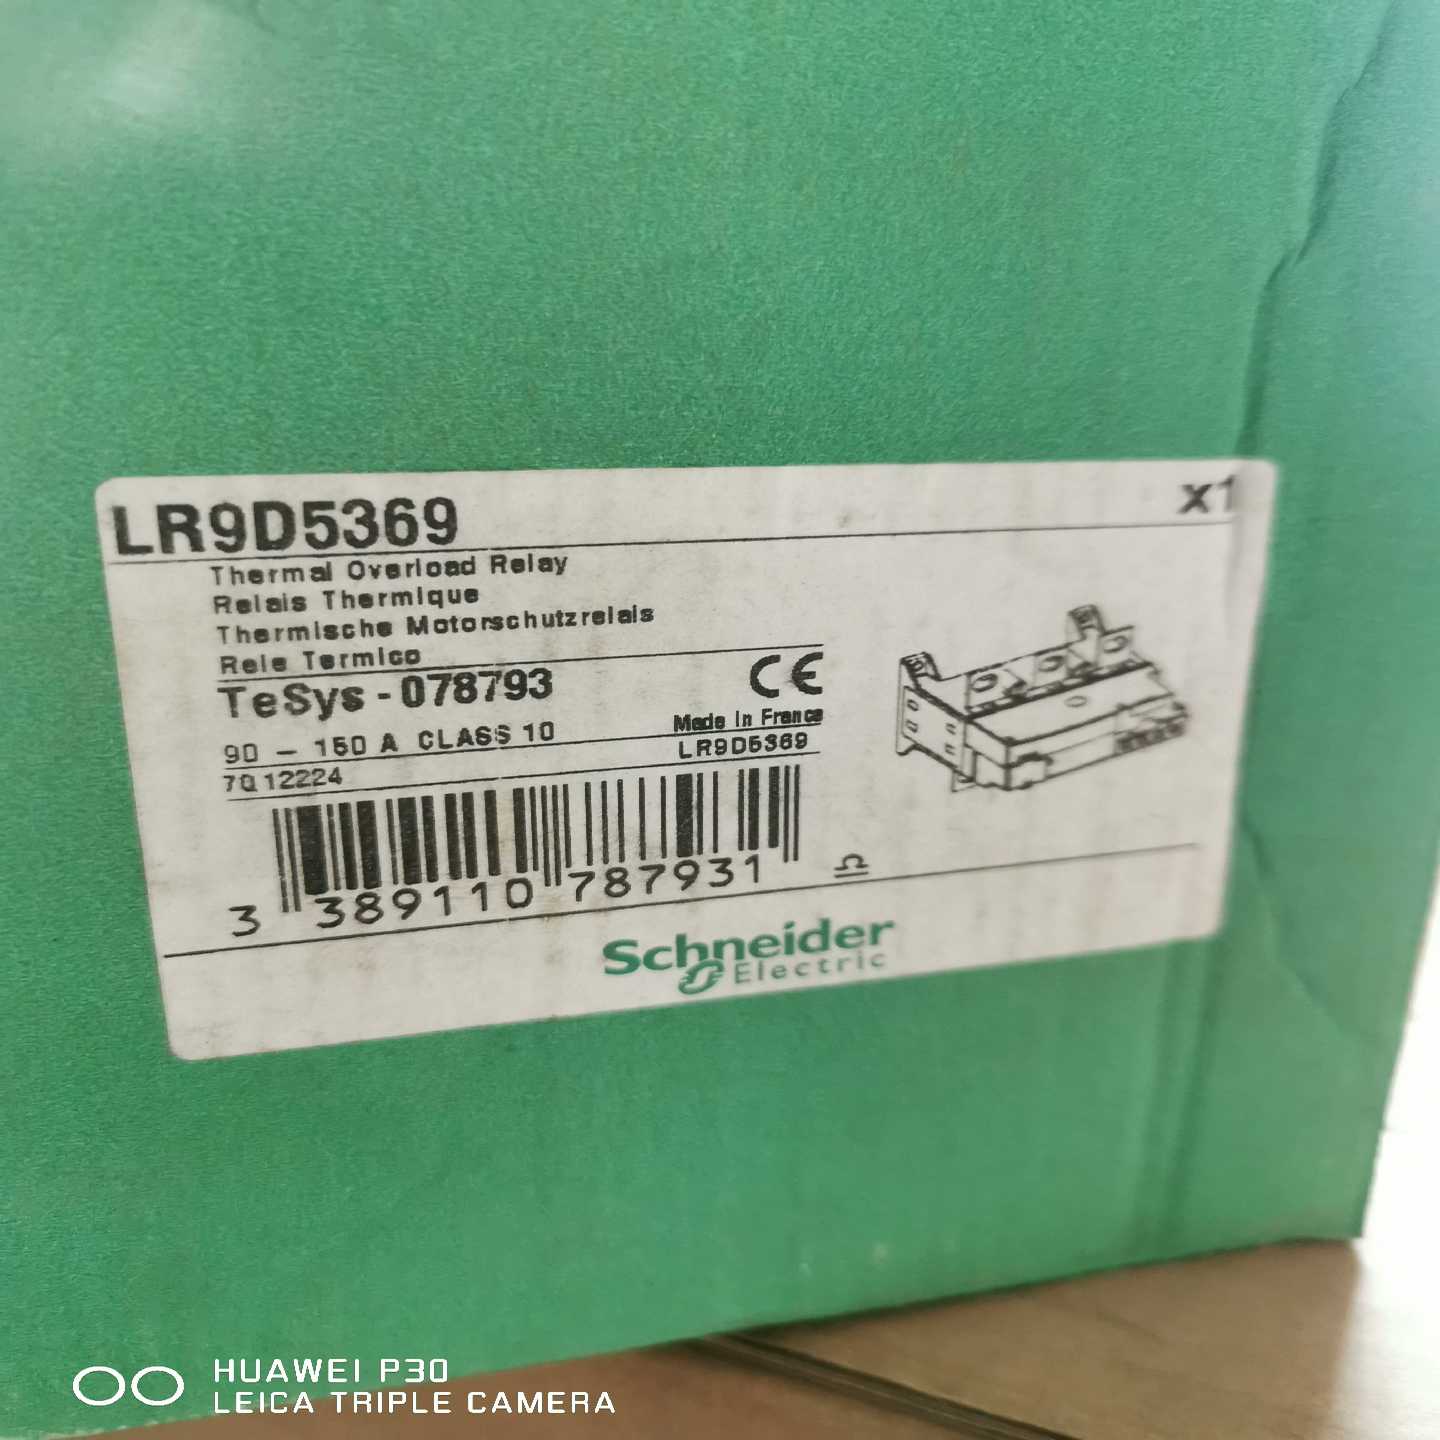 LR9D5369
x1
Thermal Overload Relay
Relais Thermique
Thermische Motorschutzrelais
Rele Termico
TeSys - 078793
CE
90 - 150 A CLASS 10
Made in France
7Q12224
LR9D5369
3 389110 787931
Schneider
Electric
HUAWEI P30
LEICA TRIPLE CAMERA